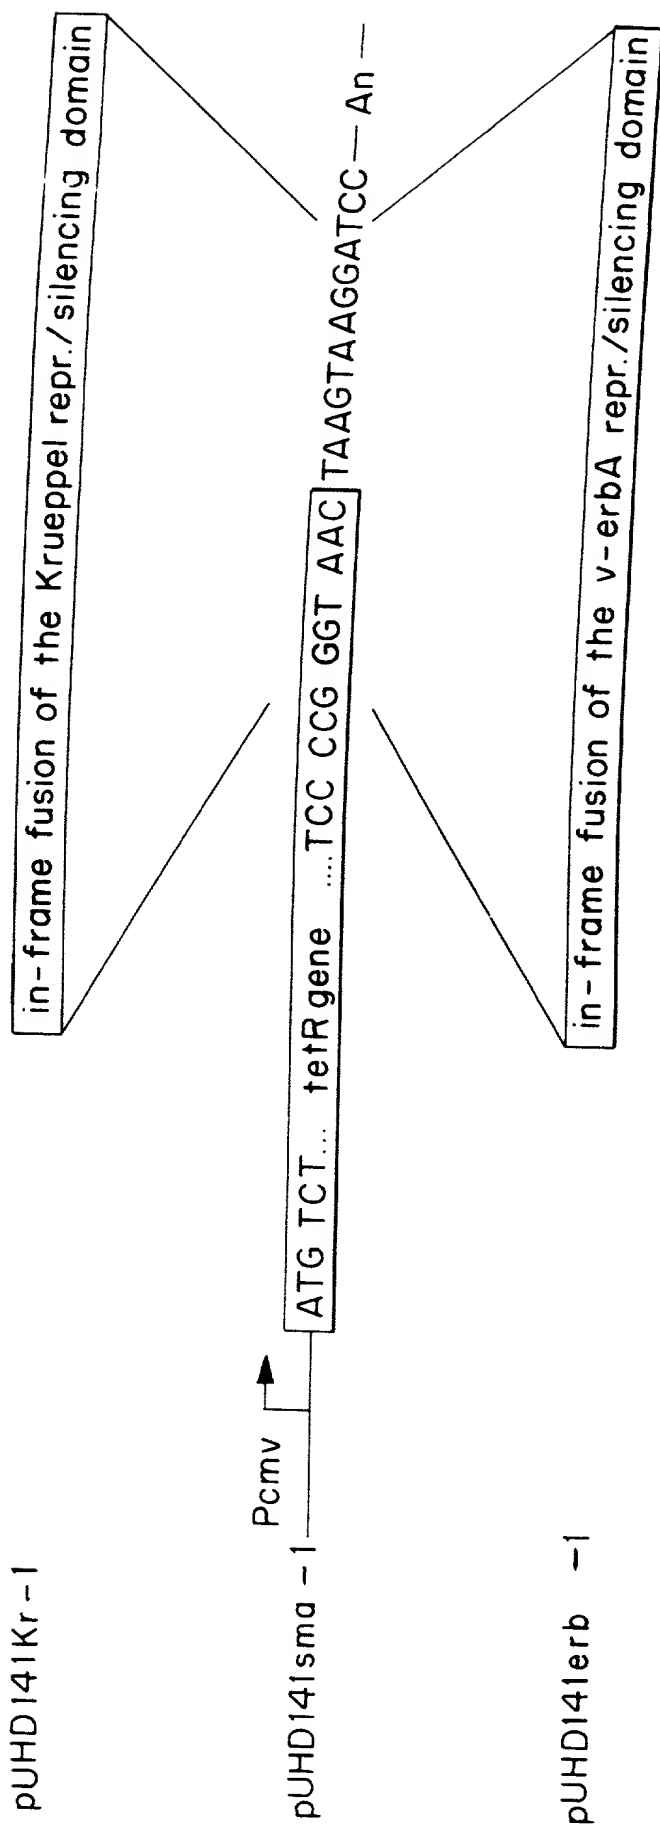 pUHD141Kr-1
in-frame fusion of the Krueppel repr./silencing domain
Pcmv
pUHD141sma-1
ATG TCT.... tetR gene .....TCC CCG GGT AAC
TAAGTAAGGATCC — An —
pUHD141erb -1
in-frame fusion of the v-erbA repr./silencing domain